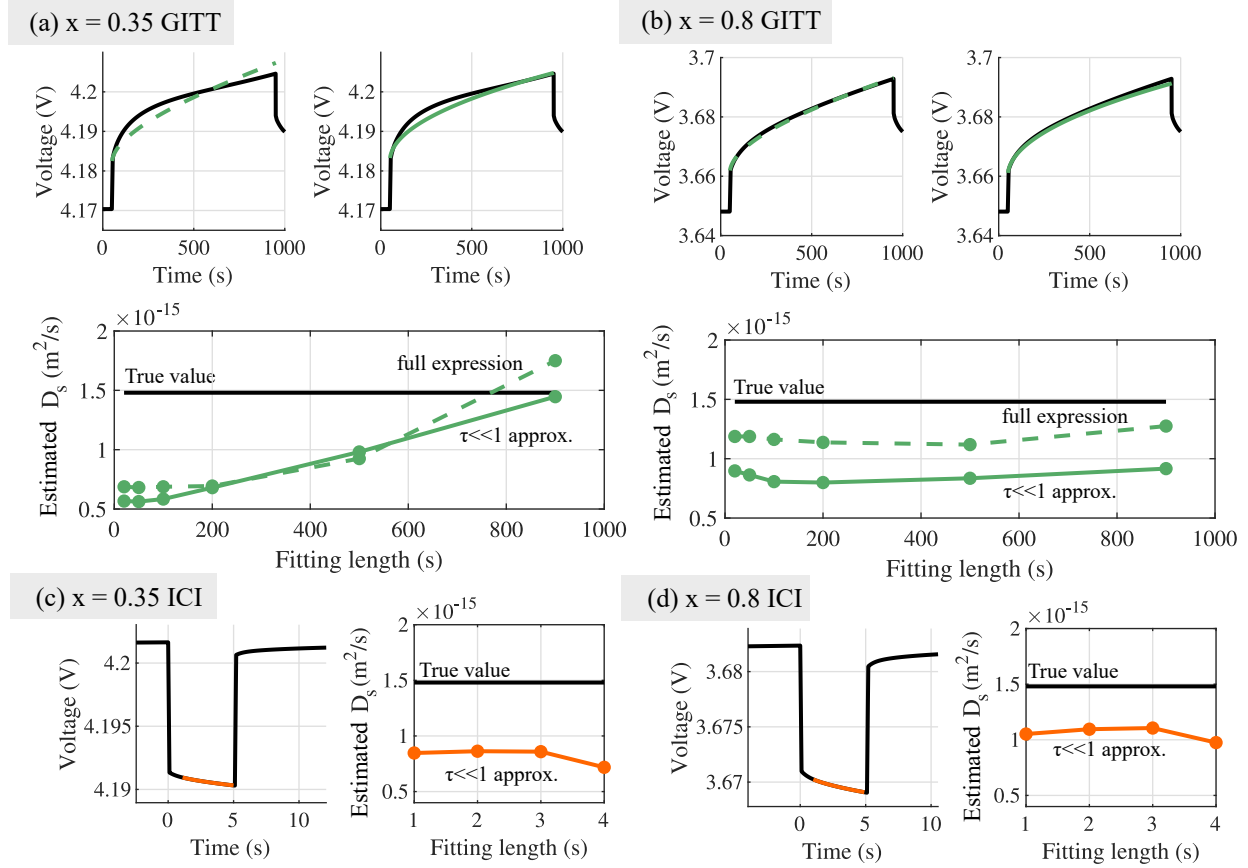 (a) x = 0.35 GITT
4.2
4.19
4.18
4.17
Voltage (V)
0
500
1000
Time (s)
4.2
4.19
4.18
4.17
Voltage (V)
0
500
1000
Time (s)
×10⁻¹⁵
2
1.5
1
0.5
Estimated Dₛ (m²/s)
True value
full expression
τ<<1 approx.
0
200
400
600
800
1000
Fitting length (s)
(b) x = 0.8 GITT
3.7
3.68
3.66
3.64
Voltage (V)
0
500
1000
Time (s)
3.7
3.68
3.66
3.64
Voltage (V)
0
500
1000
Time (s)
×10⁻¹⁵
2
1.5
1
0.5
Estimated Dₛ (m²/s)
True value
full expression
τ<<1 approx.
0
200
400
600
800
1000
Fitting length (s)
(c) x = 0.35 ICI
4.2
4.195
4.19
Voltage (V)
0
5
10
Time (s)
×10⁻¹⁵
2
1.5
1
0.5
Estimated Dₛ (m²/s)
True value
τ<<1 approx.
1
2
3
4
Fitting length (s)
(d) x = 0.8 ICI
3.68
3.675
3.67
Voltage (V)
0
5
10
Time (s)
×10⁻¹⁵
2
1.5
1
0.5
Estimated Dₛ (m²/s)
True value
τ<<1 approx.
1
2
3
4
Fitting length (s)